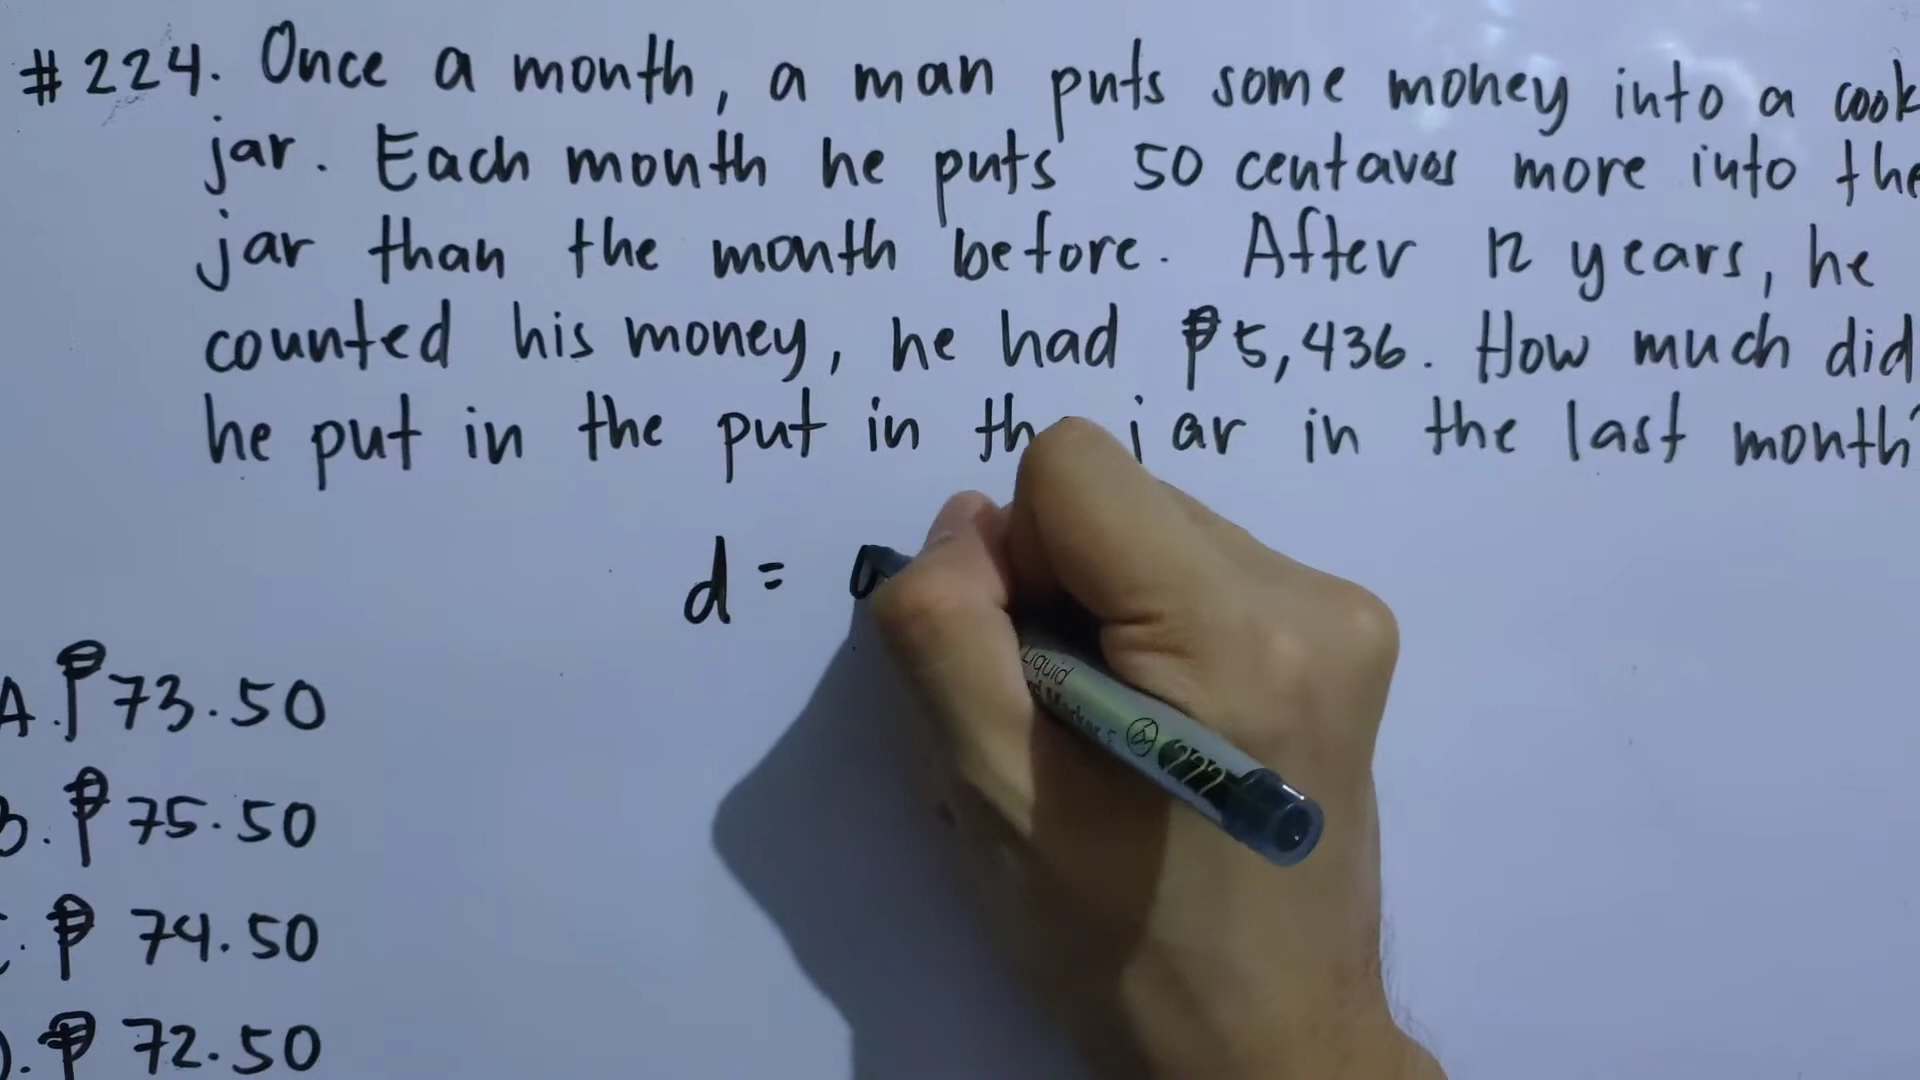 #224. Once a month, a man puts some money into a cook
jar. Each month he puts 50 centavos more into the
jar than the month before. After 12 years, he
counted his money, he had ₱5,436. How much did
he put in the put in the jar in the last month?
d =
A. ₱73.50
B. ₱75.50
C. ₱74.50
D. ₱72.50
Liquid
777